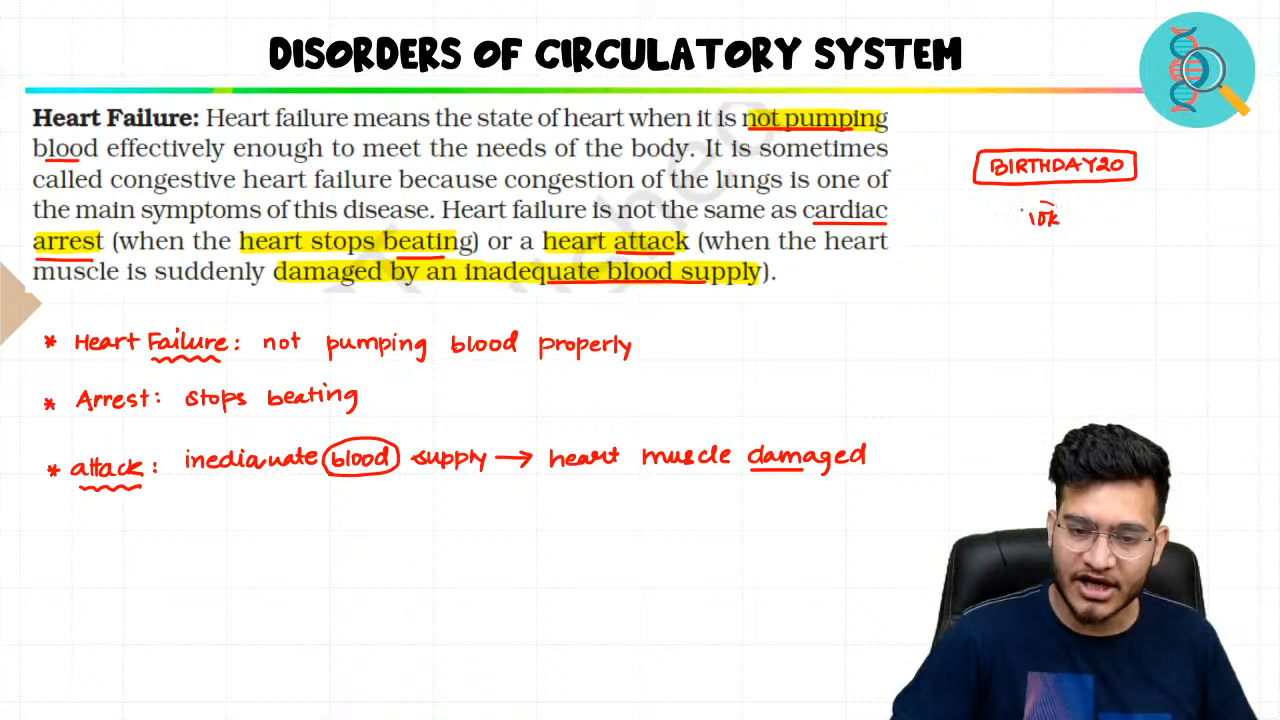 DISORDERS OF CIRCULATORY SYSTEM
Heart Failure: Heart failure means the state of heart when it is not pumping
blood effectively enough to meet the needs of the body. It is sometimes
called congestive heart failure because congestion of the lungs is one of
the main symptoms of this disease. Heart failure is not the same as cardiac
arrest (when the heart stops beating) or a heart attack (when the heart
muscle is suddenly damaged by an inadequate blood supply).
BIRTHDAY20
10k
* Heart Failure: not pumping blood properly
* Arrest: stops beating
* attack: inediauate blood supply → heart muscle damaged